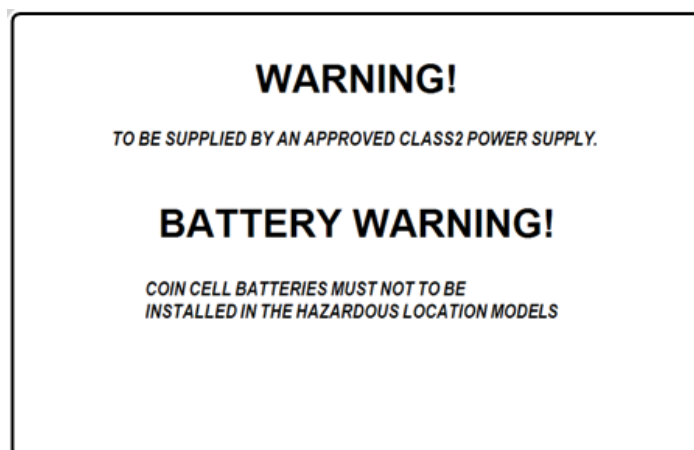 WARNING!
TO BE SUPPLIED BY AN APPROVED CLASS2 POWER SUPPLY.
BATTERY WARNING!
COIN CELL BATTERIES MUST NOT TO BE
INSTALLED IN THE HAZARDOUS LOCATION MODELS